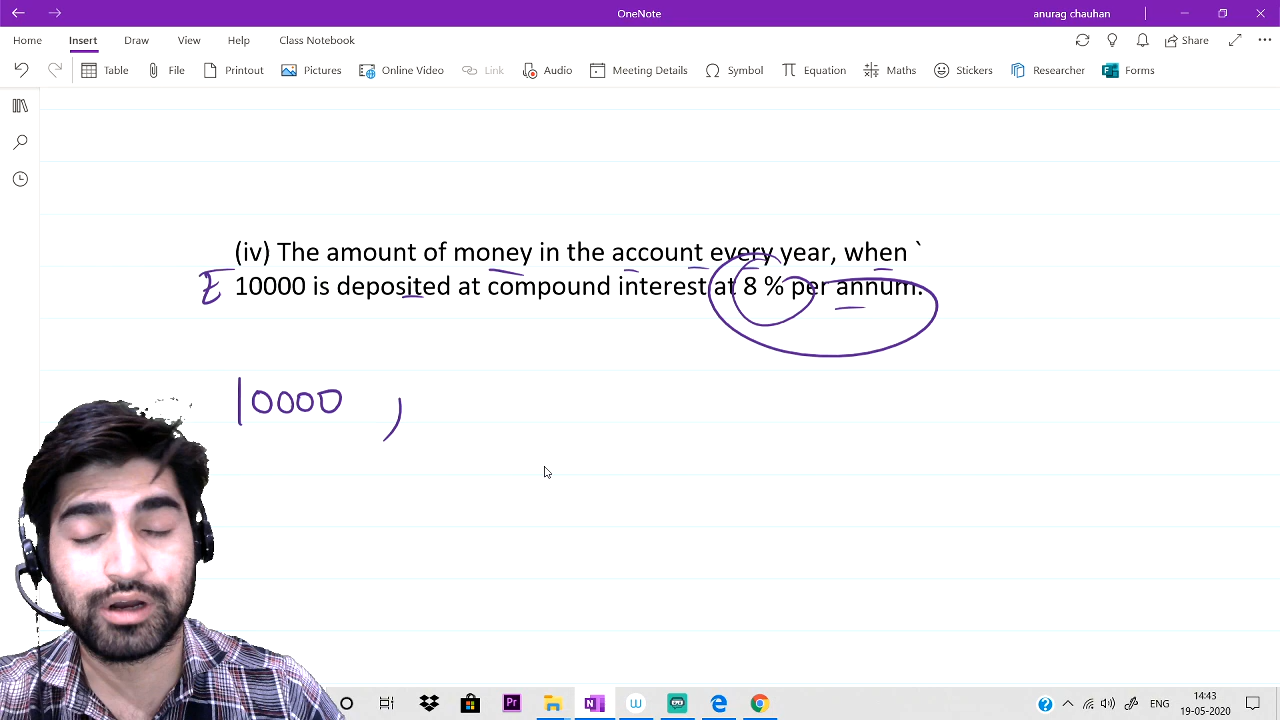 OneNote
anurag chauhan
Home Insert Draw View Help Class Notebook
Share
Table File Printout Pictures Online Video Link Audio Meeting Details Symbol Equation Maths Stickers Researcher Forms
(iv) The amount of money in the account every year, when `
10000 is deposited at compound interest at 8 % per annum.
10000 ,
ENG
14:43
19-05-2020